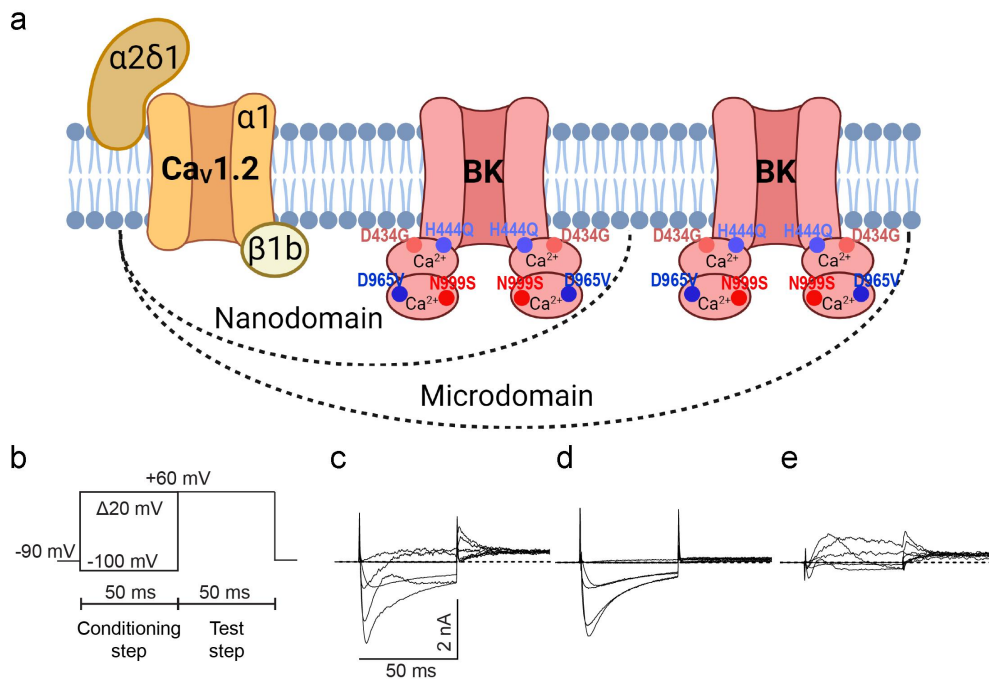 a
α2δ1
α1
Caᵥ1.2
BK
BK
β1b
D434G H444Q H444Q D434G
D434G H444Q H444Q D434G
Ca²⁺ Ca²⁺
Ca²⁺ Ca²⁺
D965V N999S N999S D965V
D965V N999S N999S D965V
Ca²⁺ Ca²⁺
Ca²⁺ Ca²⁺
Nanodomain
Microdomain
b
+60 mV
Δ20 mV
-90 mV
-100 mV
50 ms 50 ms
Conditioning
step
Test
step
c
2 nA
50 ms
d
e